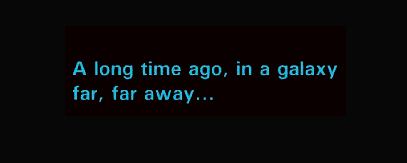 A long time ago, in a galaxy
far, far away...